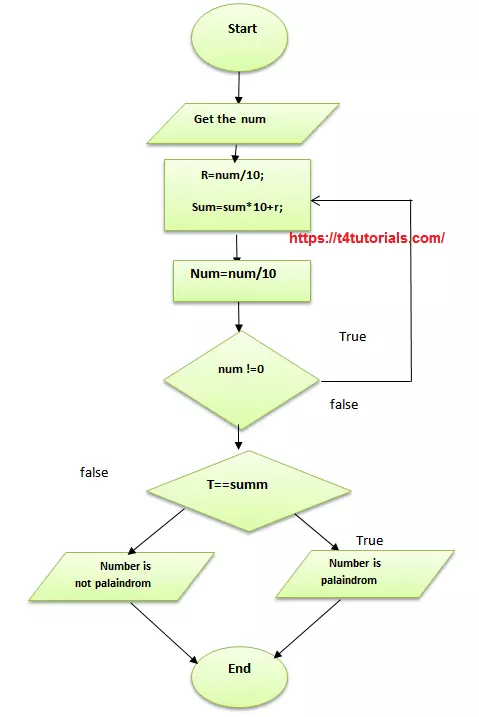 Start
Get the num
R=num/10;
Sum=sum*10+r;
https://t4tutorials.com/
Num=num/10
True
num !=0
false
false
T==summ
True
Number is
not palaindrom
Number is
palaindrom
End